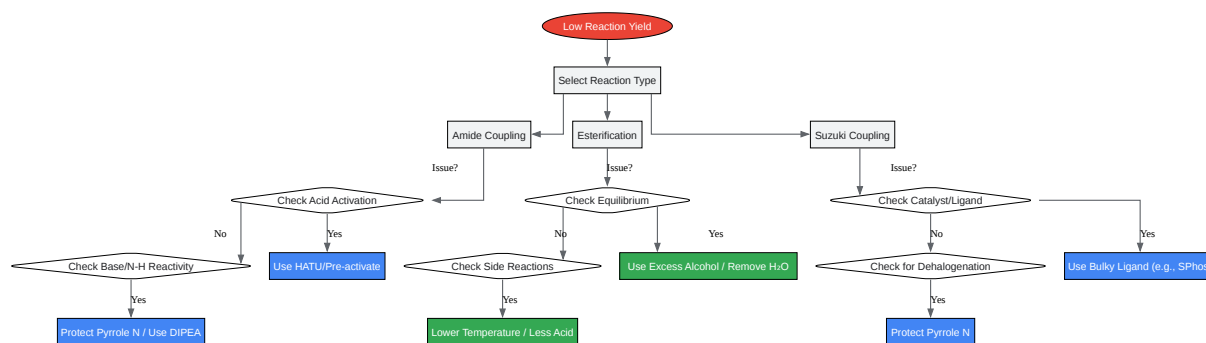 Low Reaction Yield
Select Reaction Type
Amide Coupling
Esterification
Suzuki Coupling
Issue?
Issue?
Issue?
Check Acid Activation
Check Equilibrium
Check Catalyst/Ligand
No
Yes
No
Yes
No
Yes
Check Base/N-H Reactivity
Use HATU/Pre-activate
Check Side Reactions
Use Excess Alcohol / Remove H₂O
Check for Dehalogenation
Use Bulky Ligand (e.g., SPhos
Yes
Yes
Yes
Protect Pyrrole N / Use DIPEA
Lower Temperature / Less Acid
Protect Pyrrole N